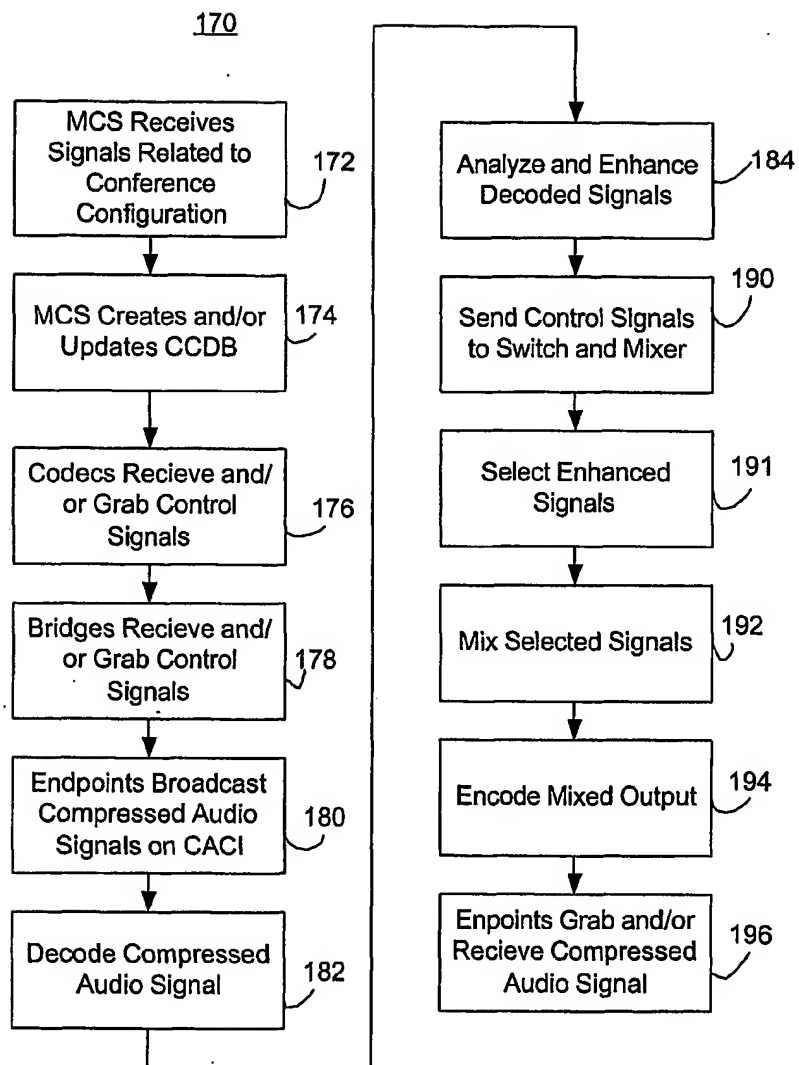 170
MCS Receives
Signals Related to
Conference
Configuration
172
MCS Creates and/or
Updates CCDB
174
Codecs Recieve and/
or Grab Control
Signals
176
Bridges Recieve and/
or Grab Control
Signals
178
Endpoints Broadcast
Compressed Audio
Signals on CACI
180
Decode Compressed
Audio Signal
182
Analyze and Enhance
Decoded Signals
184
Send Control Signals
to Switch and Mixer
190
Select Enhanced
Signals
191
Mix Selected Signals
192
Encode Mixed Output
194
Enpoints Grab and/or
Recieve Compressed
Audio Signal
196